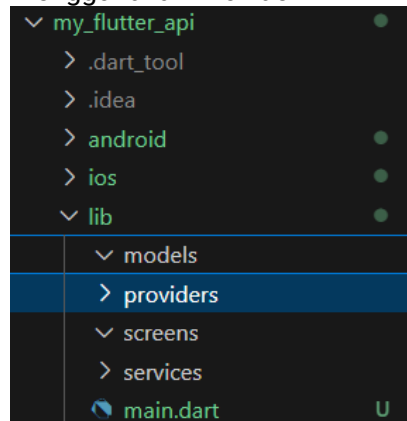 my_flutter_api
.dart_tool
.idea
android
ios
lib
models
providers
screens
services
main.dart U